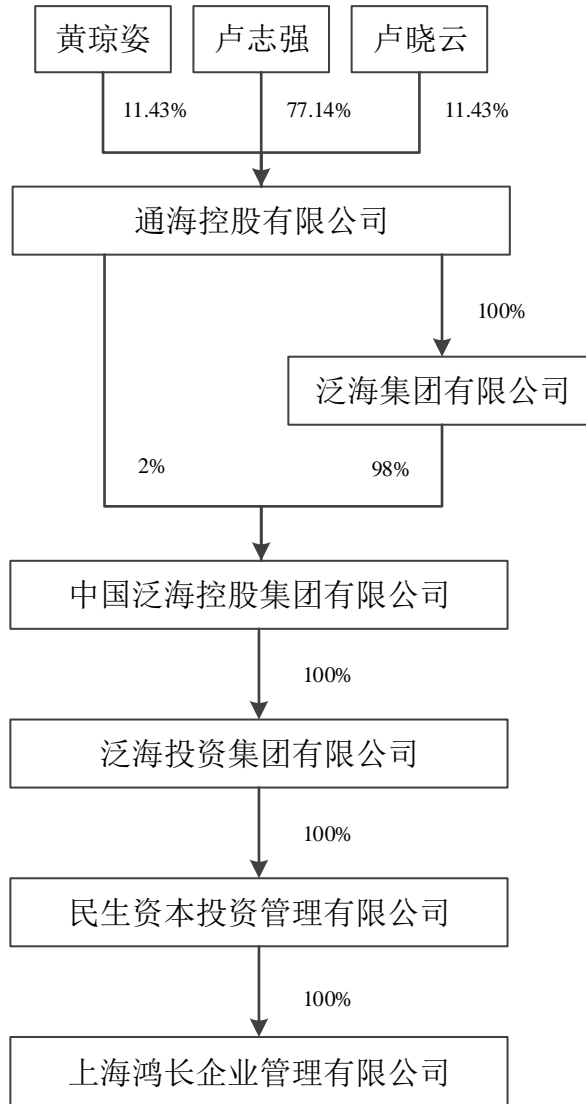 黄琼姿 卢志强 卢晓云
11.43% 77.14% 11.43%
通海控股有限公司
100%
泛海集团有限公司
2% 98%
中国泛海控股集团有限公司
100%
泛海投资集团有限公司
100%
民生资本投资管理有限公司
100%
上海鸿长企业管理有限公司